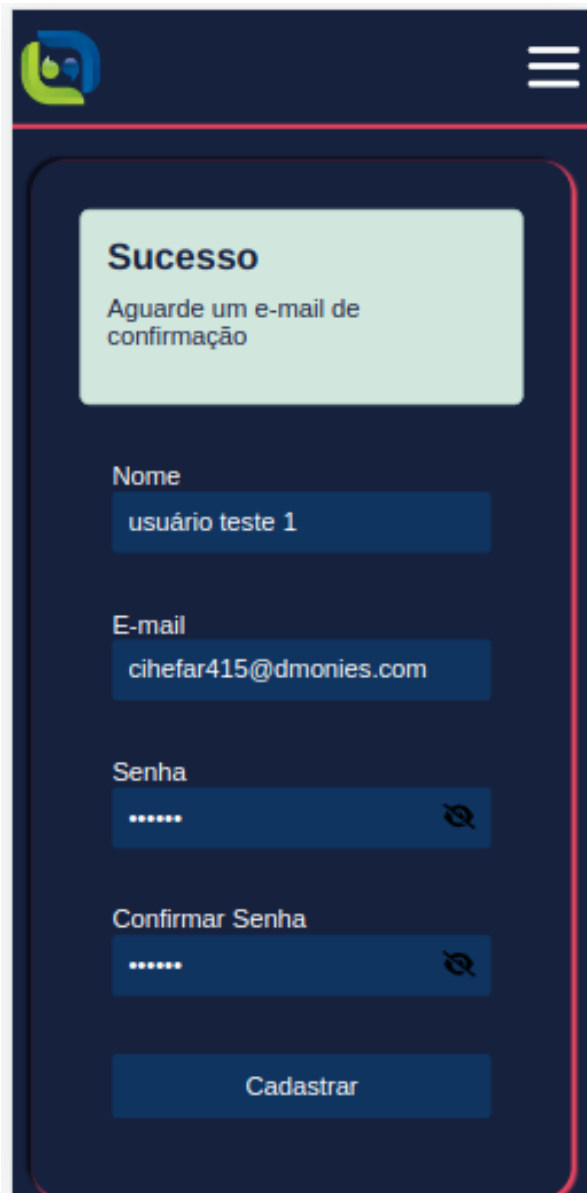 Sucesso
Aguarde um e-mail de
confirmação
Nome
usuário teste 1
E-mail
cihefar415@dmonies.com
Senha
••••••
Confirmar Senha
••••••
Cadastrar